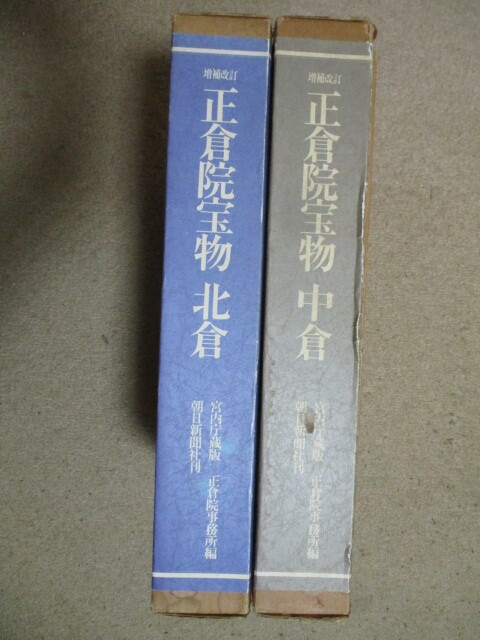 増補改訂
正倉院宝物 北倉
宮内庁蔵版 正倉院事務所編
朝日新聞社刊
増補改訂
正倉院宝物 中倉
宮内庁蔵版 正倉院事務所編
朝日新聞社刊